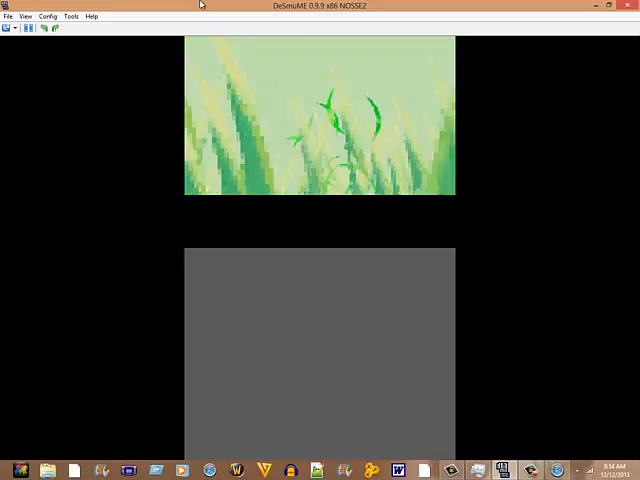 DeSmuME 0.9.9 x86 NOSSE2
File View Config Tools Help
8:54 AM
12/12/2013